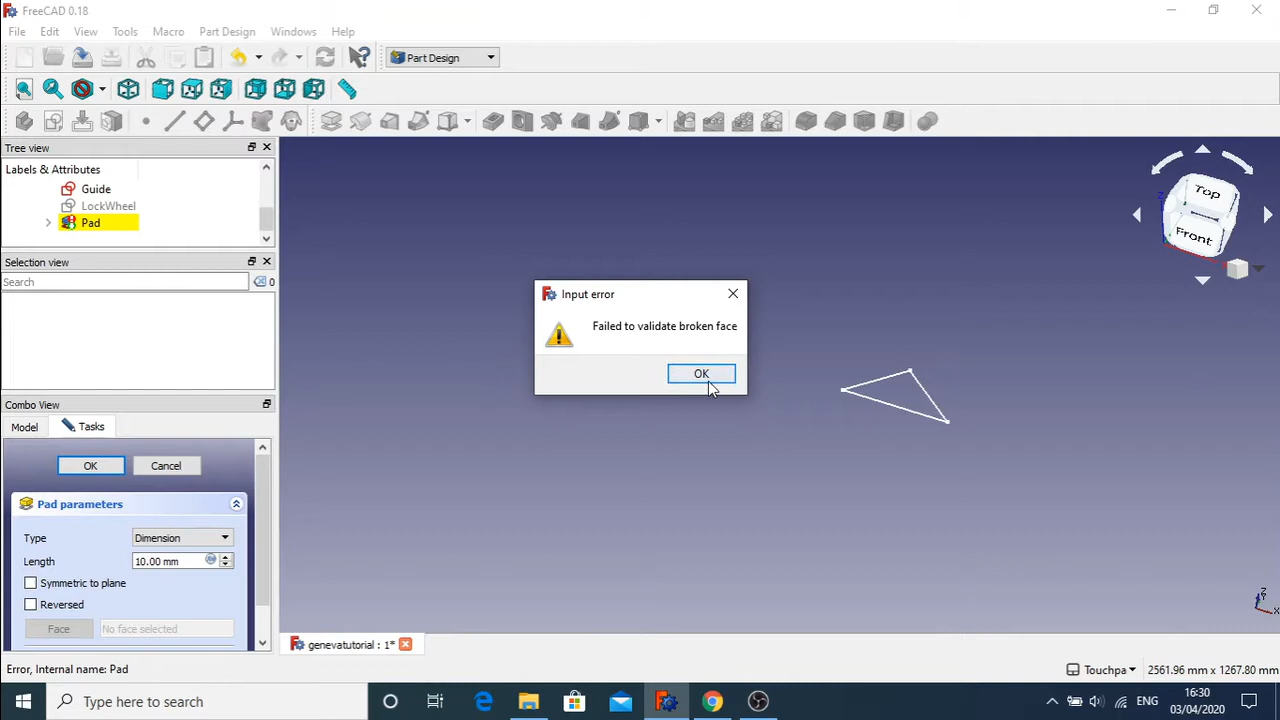 FreeCAD 0.18
File Edit View Tools Macro Part Design Windows Help
Part Design
Tree view
Labels & Attributes
Guide
LockWheel
Pad
Selection view
Search
0
Combo View
Model Tasks
OK Cancel
Pad parameters
Type Dimension
Length 10.00 mm
Symmetric to plane
Reversed
Face No face selected
Input error
Failed to validate broken face
OK
Top
Front
Z
Z
X
genevatutorial : 1*
Error, Internal name: Pad
Touchpa
2561.96 mm x 1267.80 mm
Type here to search
ENG
16:30
03/04/2020